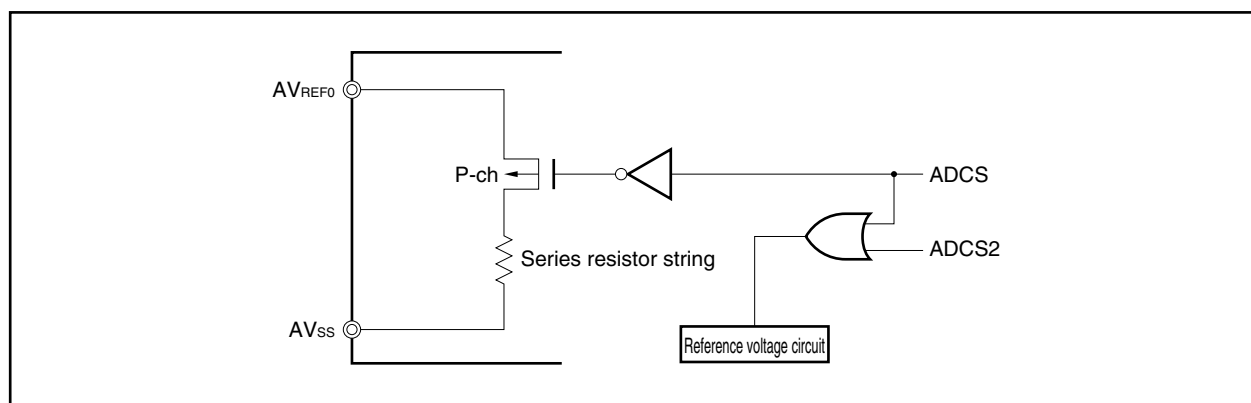 AVREF0
P-ch
ADCS
ADCS2
Series resistor string
AVSS
Reference voltage circuit